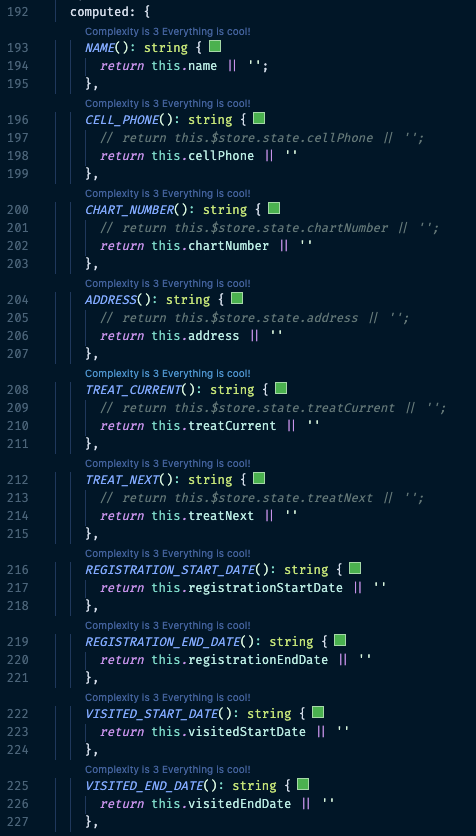 192 computed: {
Complexity is 3 Everything is cool!
193 NAME(): string {
194 return this.name || '';
195 },
Complexity is 3 Everything is cool!
196 CELL_PHONE(): string {
197 // return this.$store.state.cellPhone || '';
198 return this.cellPhone || ''
199 },
Complexity is 3 Everything is cool!
200 CHART_NUMBER(): string {
201 // return this.$store.state.chartNumber || '';
202 return this.chartNumber || ''
203 },
Complexity is 3 Everything is cool!
204 ADDRESS(): string {
205 // return this.$store.state.address || '';
206 return this.address || ''
207 },
Complexity is 3 Everything is cool!
208 TREAT_CURRENT(): string {
209 // return this.$store.state.treatCurrent || '';
210 return this.treatCurrent || ''
211 },
Complexity is 3 Everything is cool!
212 TREAT_NEXT(): string {
213 // return this.$store.state.treatNext || '';
214 return this.treatNext || ''
215 },
Complexity is 3 Everything is cool!
216 REGISTRATION_START_DATE(): string {
217 return this.registrationStartDate || ''
218 },
Complexity is 3 Everything is cool!
219 REGISTRATION_END_DATE(): string {
220 return this.registrationEndDate || ''
221 },
Complexity is 3 Everything is cool!
222 VISITED_START_DATE(): string {
223 return this.visitedStartDate || ''
224 },
Complexity is 3 Everything is cool!
225 VISITED_END_DATE(): string {
226 return this.visitedEndDate || ''
227 },